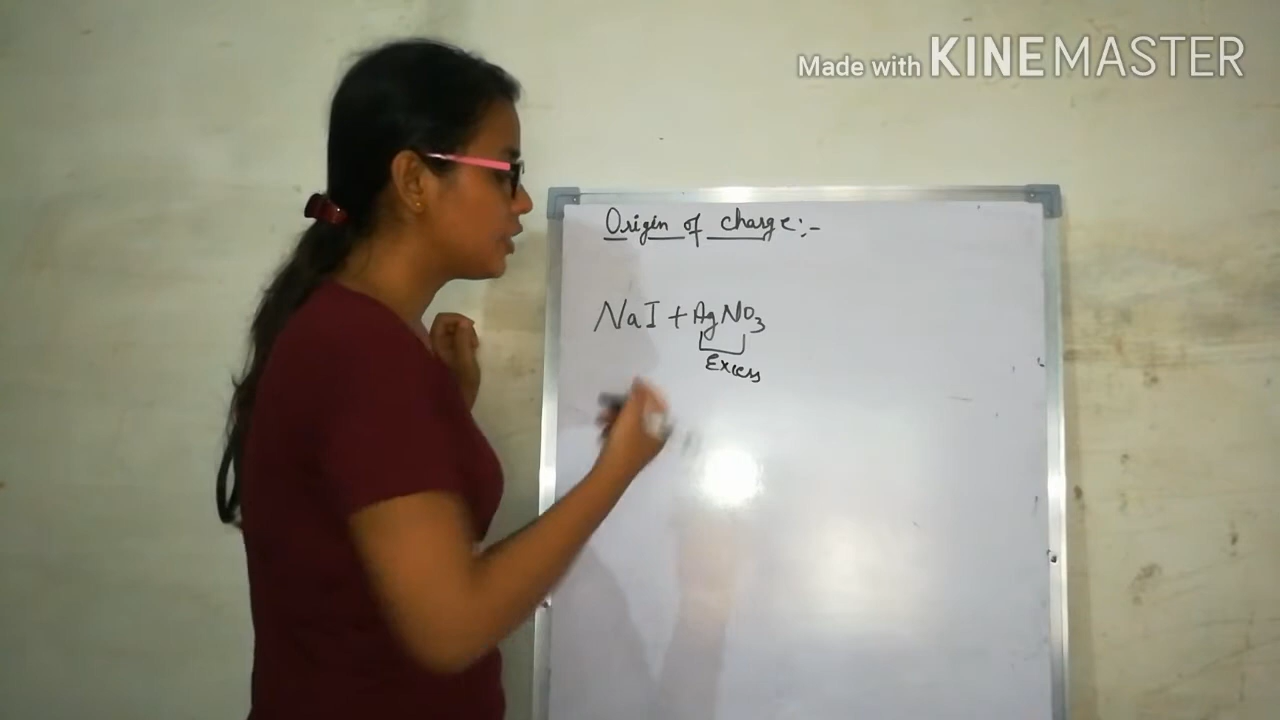 Made with KINEMASTER
Origin of charge:-
NaI + AgNO3
Excess